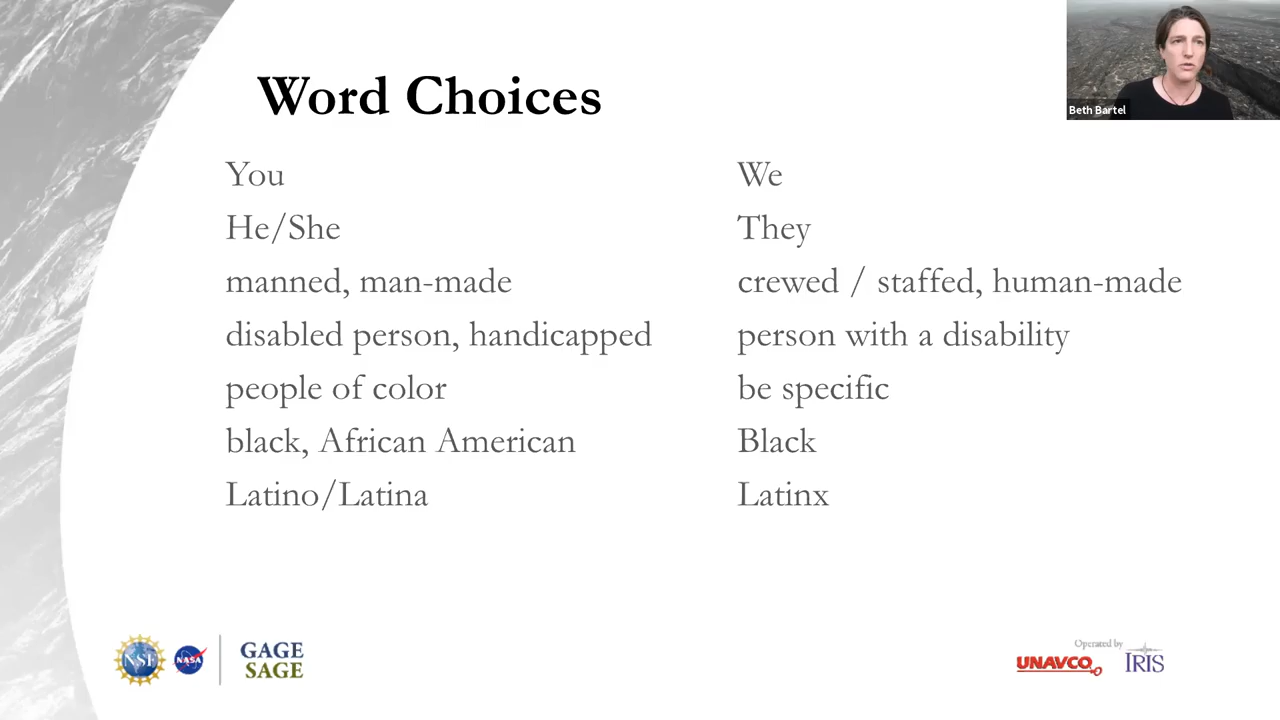 Word Choices
Beth Bartel
You
We
He/She
They
manned, man-made
crewed / staffed, human-made
disabled person, handicapped
person with a disability
people of color
be specific
black, African American
Black
Latino/Latina
Latinx
NSF
NASA
GAGE
SAGE
Operated by
UNAVCO
IRIS